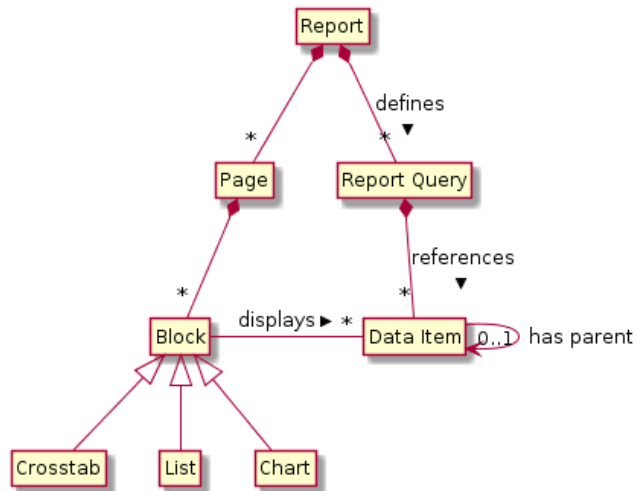 Report
defines
▼
*
*
Page
Report Query
references
▼
*
*
displays ▶
*
Block
Data Item
0..1
has parent
Crosstab
List
Chart